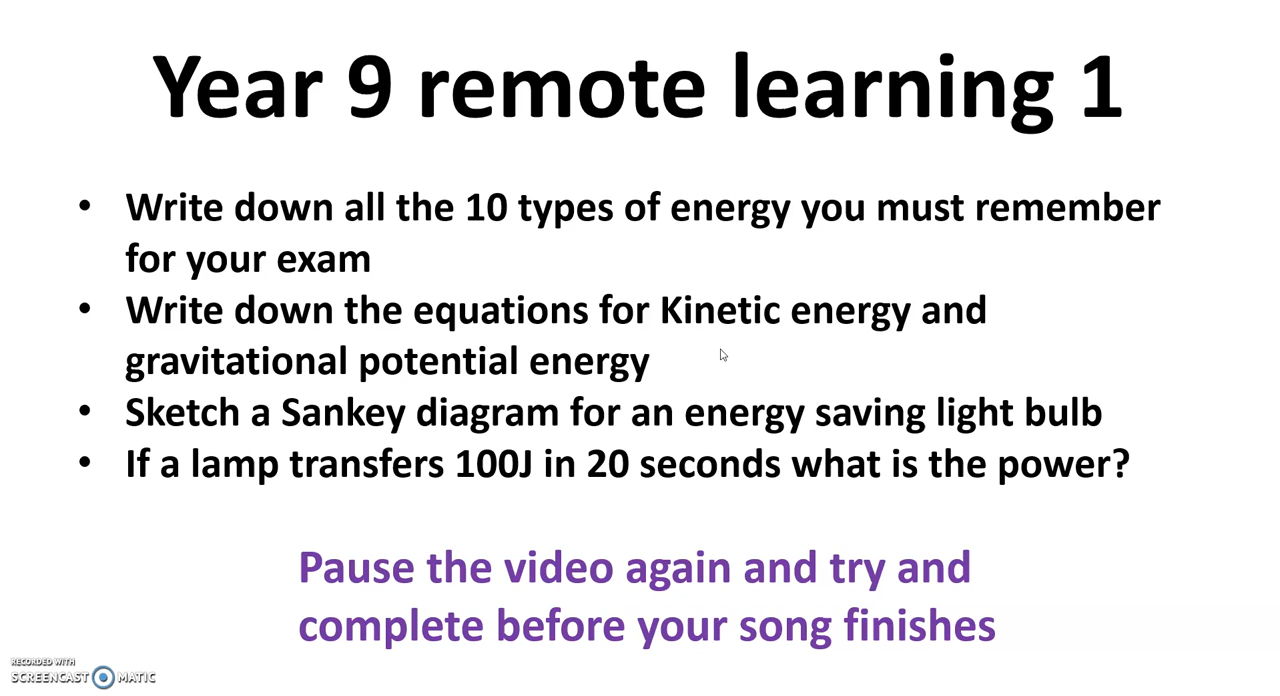 Year 9 remote learning 1
• Write down all the 10 types of energy you must remember
for your exam
• Write down the equations for Kinetic energy and
gravitational potential energy
• Sketch a Sankey diagram for an energy saving light bulb
• If a lamp transfers 100J in 20 seconds what is the power?
Pause the video again and try and
complete before your song finishes
RECORDED WITH
SCREENCAST MATIC